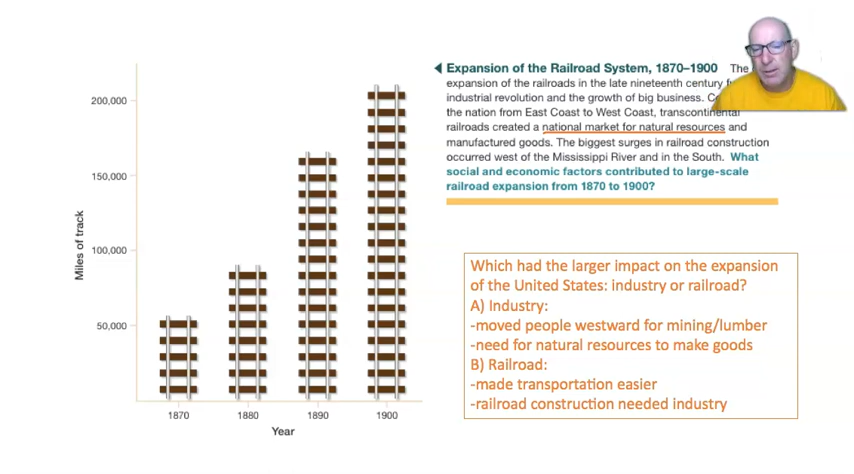 Expansion of the Railroad System, 1870–1900 The
expansion of the railroads in the late nineteenth century
industrial revolution and the growth of big business.
the nation from East Coast to West Coast, transcontinental
railroads created a national market for natural resources and
manufactured goods. The biggest surges in railroad construction
occurred west of the Mississippi River and in the South. What
social and economic factors contributed to large-scale
railroad expansion from 1870 to 1900?
Miles of track
200,000
150,000
100,000
50,000
1870 1880 1890 1900
Year
Which had the larger impact on the expansion
of the United States: industry or railroad?
A) Industry:
-moved people westward for mining/lumber
-need for natural resources to make goods
B) Railroad:
-made transportation easier
-railroad construction needed industry